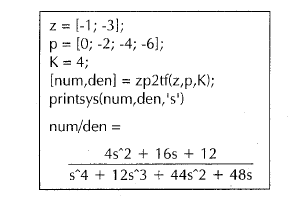 z = [-1; -3];
p = [0; -2; -4; -6];
K = 4;
[num,den] = zp2tf(z,p,K);
printsys(num,den,'s')
num/den =
4s^2 + 16s + 12
s^4 + 12s^3 + 44s^2 + 48s